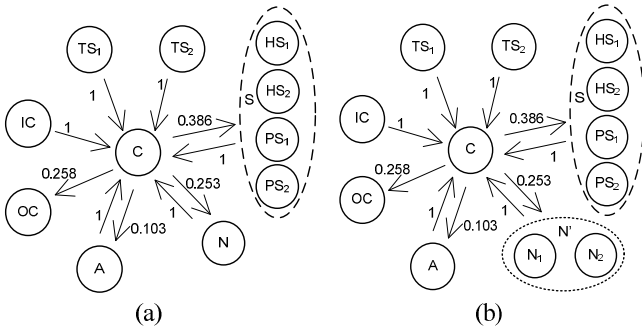 TS1
TS2
HS1
HS2
PS1
PS2
S
IC
C
OC
A
N
1
1
1
0.386
1
0.258
0.253
1
1
0.103
(a)
TS1
TS2
HS1
HS2
PS1
PS2
S
IC
C
OC
A
N'
N1
N2
1
1
1
0.386
1
0.258
0.253
1
1
0.103
(b)